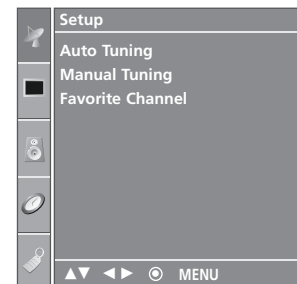 Setup
Auto Tuning
Manual Tuning
Favorite Channel
▲▼ ◄► ⦿ MENU